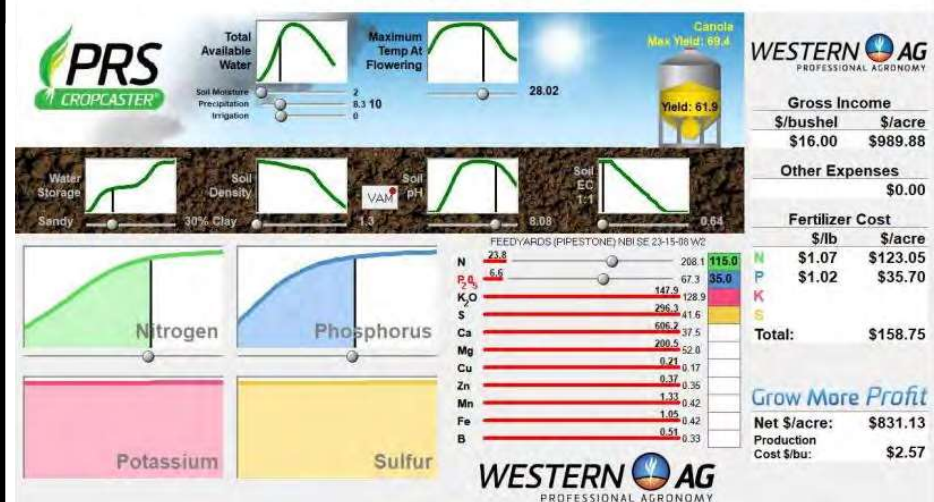 PRS
CROPCASTER®
Total
Available
Water
Soil Moisture 2
Precipitation 8.3 10
Irrigation 0
Maximum
Temp At
Flowering
28.02
Canola
Max Yield: 69.4
Yield: 61.9
Water
Storage
Sandy 30% Clay
Soil
Density
1.3
VAM
Soil
pH
8.08
Soil
EC
1:1
0.64
Nitrogen
Phosphorus
Potassium
Sulfur
FEEDYARDS (PIPESTONE) NBI SE 23-15-08 W2
N 23.8 208.1 115.0
P2O5 6.6 67.3 35.0
K2O 147.9 128.9
S 296.3 41.6
Ca 606.2 37.5
Mg 200.5 52.0
Cu 0.21 0.17
Zn 0.37 0.35
Mn 1.33 0.42
Fe 1.05 0.42
B 0.51 0.33
WESTERN AG
PROFESSIONAL AGRONOMY
WESTERN AG
PROFESSIONAL AGRONOMY
Gross Income
$/bushel $/acre
$16.00 $989.88
Other Expenses
$0.00
Fertilizer Cost
$/lb $/acre
N $1.07 $123.05
P $1.02 $35.70
K
S
Total: $158.75
Grow More Profit
Net $/acre: $831.13
Production
Cost $/bu: $2.57